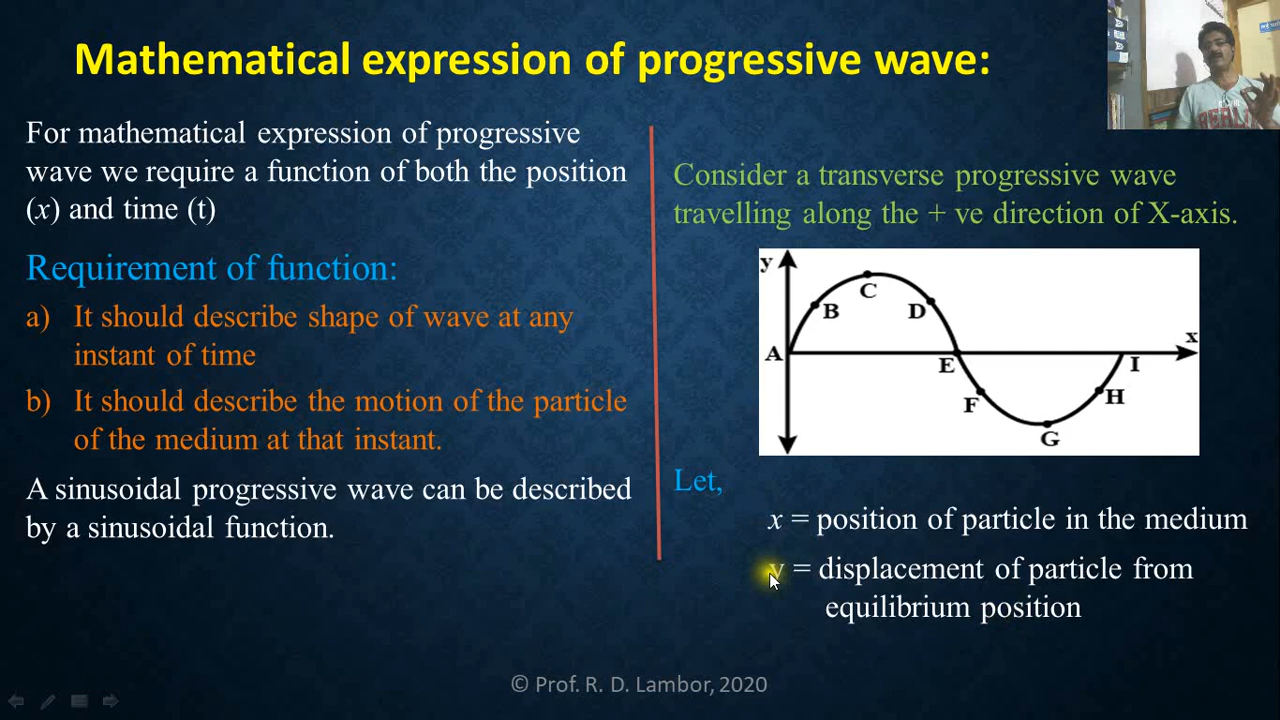 Mathematical expression of progressive wave:
For mathematical expression of progressive
wave we require a function of both the position
(x) and time (t)
Requirement of function:
a) It should describe shape of wave at any
instant of time
b) It should describe the motion of the particle
of the medium at that instant.
A sinusoidal progressive wave can be described
by a sinusoidal function.
Consider a transverse progressive wave
travelling along the + ve direction of X-axis.
y
C
B D
x
A
E I
F H
G
Let,
x = position of particle in the medium
y = displacement of particle from
equilibrium position
© Prof. R. D. Lambor, 2020